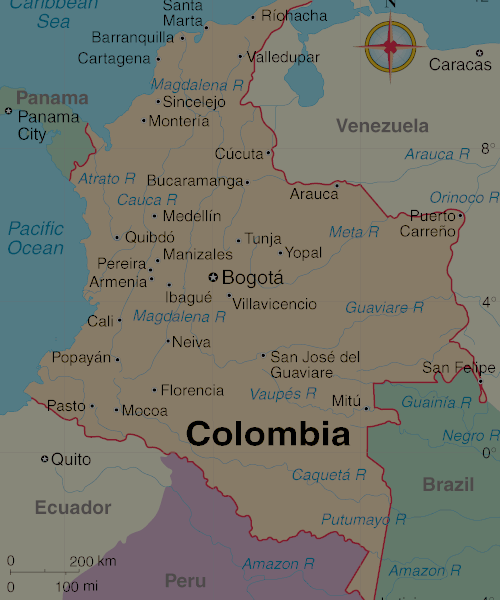 Caribbean
Sea
Santa
Marta
Ríohacha
N
12°
Barranquilla
Cartagena
Valledupar
Caracas
Magdalena R
Panama
Sincelejo
Panama
City
Montería
Venezuela
8°
Cúcuta
Arauca R
Atrato R
Bucaramanga
Arauca
Orinoco R
Cauca R
Medellín
Puerto
Carreño
Pacific
Ocean
Quibdó
Tunja
Meta R
Manizales
Yopal
Pereira
Armenía
Bogotá
Ibagué
Villavicencio
4°
Guaviare R
Cali
Magdalena R
Neiva
Popayán
San José del
Guaviare
San Felipe
Florencia
Vaupés R
Mitú
Guainía R
Pasto
Mocoa
Colombia
Negro R
0°
Quito
Caquetá R
Brazil
Ecuador
Putumayo R
0
200 km
0
100 mi
Amazon R
Amazon R
Peru